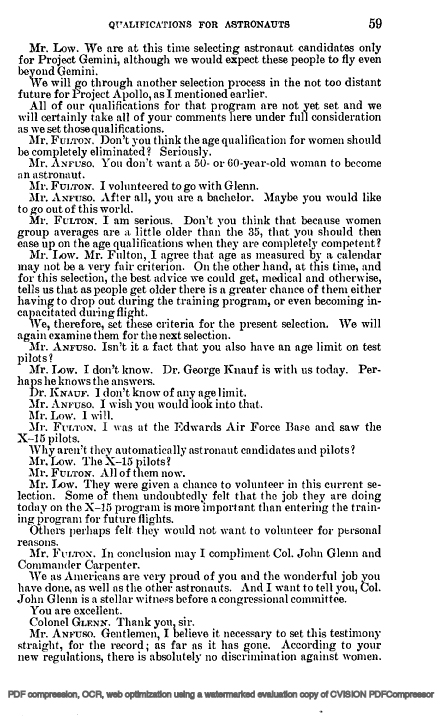 QUALIFICATIONS FOR ASTRONAUTS 59
Mr. Low. We are at this time selecting astronaut candidates only
for Project Gemini, although we would expect these people to fly even
beyond Gemini.
We will go through another selection process in the not too distant
future for Project Apollo, as I mentioned earlier.
All of our qualifications for that program are not yet set and we
will certainly take all of your comments here under full consideration
as we set those qualifications.
Mr. FULTON. Don't you think the age qualification for women should
be completely eliminated? Seriously.
Mr. ANFUSO. You don't want a 50- or 60-year-old woman to become
an astronaut.
Mr. FULTON. I volunteered to go with Glenn.
Mr. ANFUSO. After all, you are a bachelor. Maybe you would like
to go out of this world.
Mr. FULTON. I am serious. Don't you think that because women
group averages are a little older than the 35, that you should then
ease up on the age qualifications when they are completely competent?
Mr. Low. Mr. Fulton, I agree that age as measured by a calendar
may not be a very fair criterion. On the other hand, at this time, and
for this selection, the best advice we could get, medical and otherwise,
tells us that as people get older there is a greater chance of them either
having to drop out during the training program, or even becoming in-
capacitated during flight.
We, therefore, set these criteria for the present selection. We will
again examine them for the next selection.
Mr. ANFUSO. Isn't it a fact that you also have an age limit on test
pilots?
Mr. Low. I don't know. Dr. George Knauf is with us today. Per-
haps he knows the answers.
Dr. KNAUF. I don't know of any age limit.
Mr. ANFUSO. I wish you would look into that.
Mr. Low. I will.
Mr. FULTON. I was at the Edwards Air Force Base and saw the
X-15 pilots.
Why aren't they automatically astronaut candidates and pilots?
Mr. Low. The X-15 pilots?
Mr. FULTON. All of them now.
Mr. Low. They were given a chance to volunteer in this current se-
lection. Some of them undoubtedly felt that the job they are doing
today on the X-15 program is more important than entering the train-
ing program for future flights.
Others perhaps felt they would not want to volunteer for personal
reasons.
Mr. FULTON. In conclusion may I compliment Col. John Glenn and
Commander Carpenter.
We as Americans are very proud of you and the wonderful job you
have done, as well as the other astronauts. And I want to tell you, Col.
John Glenn is a stellar witness before a congressional committee.
You are excellent.
Colonel GLENN. Thank you, sir.
Mr. ANFUSO. Gentlemen, I believe it necessary to set this testimony
straight, for the record; as far as it has gone. According to your
new regulations, there is absolutely no discrimination against women.
PDF compression, OCR, web optimization using a watermarked evaluation copy of CVISION PDFCompressor